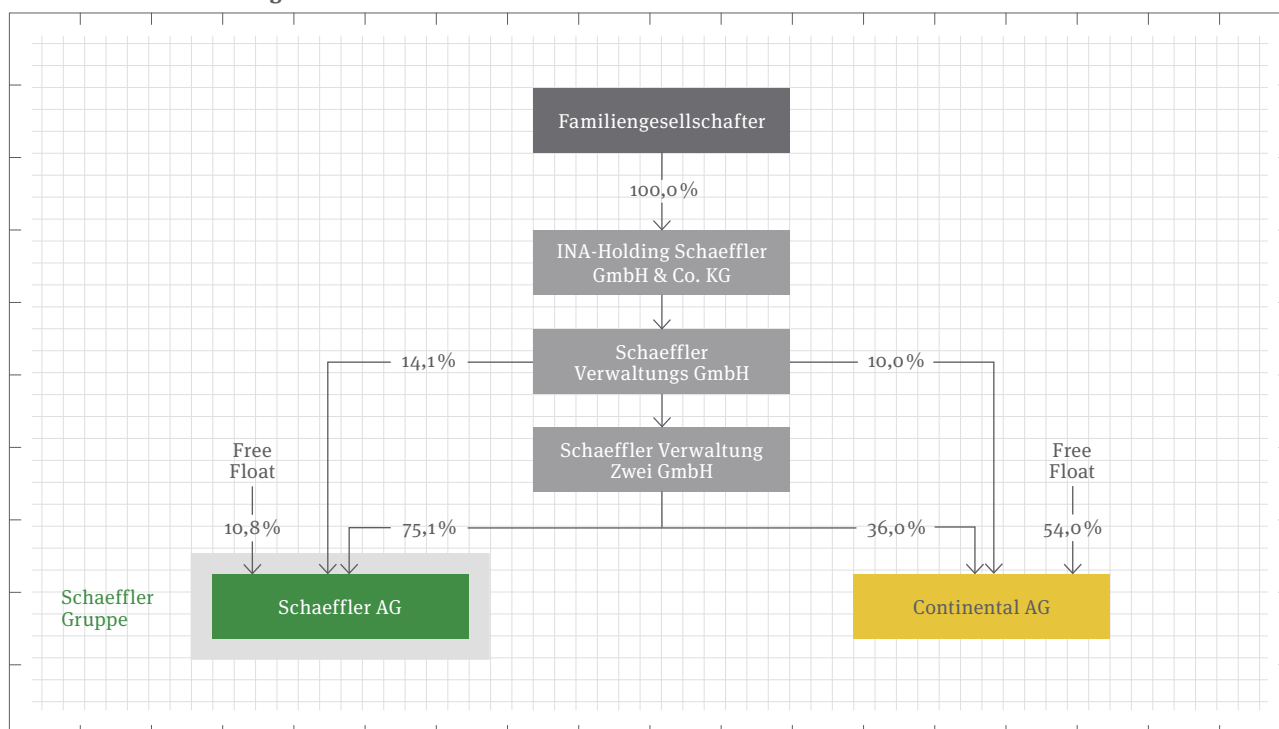 Familiengesellschafter
100,0%
INA-Holding Schaeffler
GmbH & Co. KG
14,1%
Schaeffler
Verwaltungs GmbH
10,0%
Free
Float
Schaeffler Verwaltung
Zwei GmbH
Free
Float
10,8%
75,1%
36,0%
54,0%
Schaeffler
Gruppe
Schaeffler AG
Continental AG